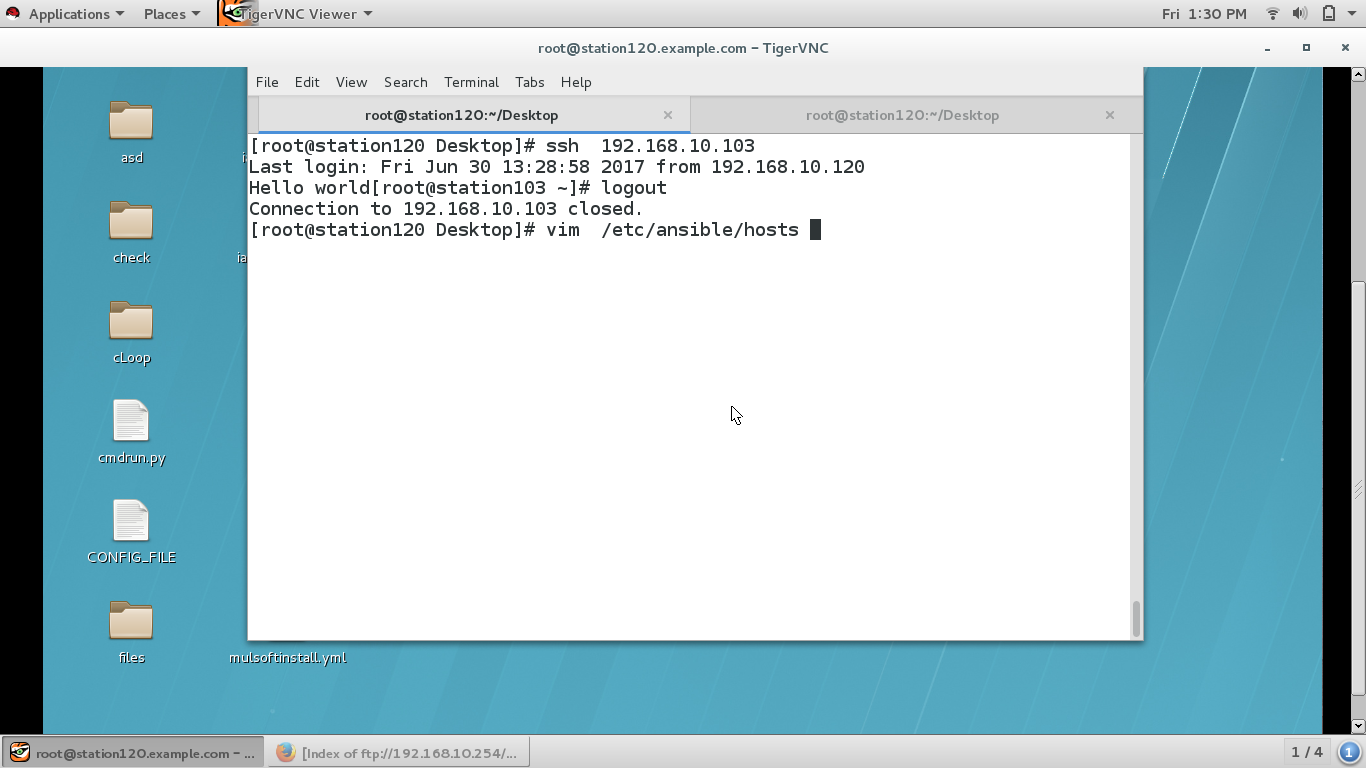 Applications Places TigerVNC Viewer Fri 1:30 PM
root@station120.example.com – TigerVNC
File Edit View Search Terminal Tabs Help
root@station120:~/Desktop × root@station120:~/Desktop ×
[root@station120 Desktop]# ssh  192.168.10.103
Last login: Fri Jun 30 13:28:58 2017 from 192.168.10.120
Hello world[root@station103 ~]# logout
Connection to 192.168.10.103 closed.
[root@station120 Desktop]# vim  /etc/ansible/hosts
asd
check
cLoop
cmdrun.py
CONFIG_FILE
files
mulsoftinstall.yml
root@station120.example.com – ... [Index of ftp://192.168.10.254/... 1 / 4 1